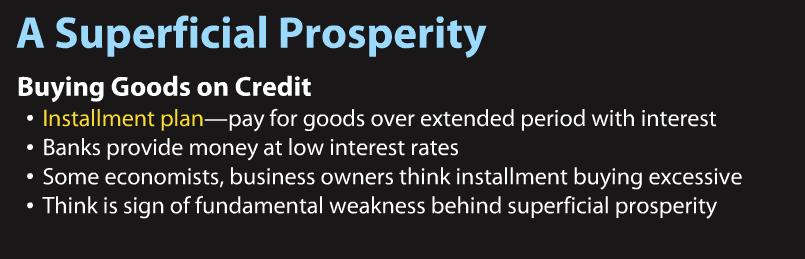 A Superficial Prosperity
Buying Goods on Credit
• Installment plan—pay for goods over extended period with interest
• Banks provide money at low interest rates
• Some economists, business owners think installment buying excessive
• Think is sign of fundamental weakness behind superficial prosperity